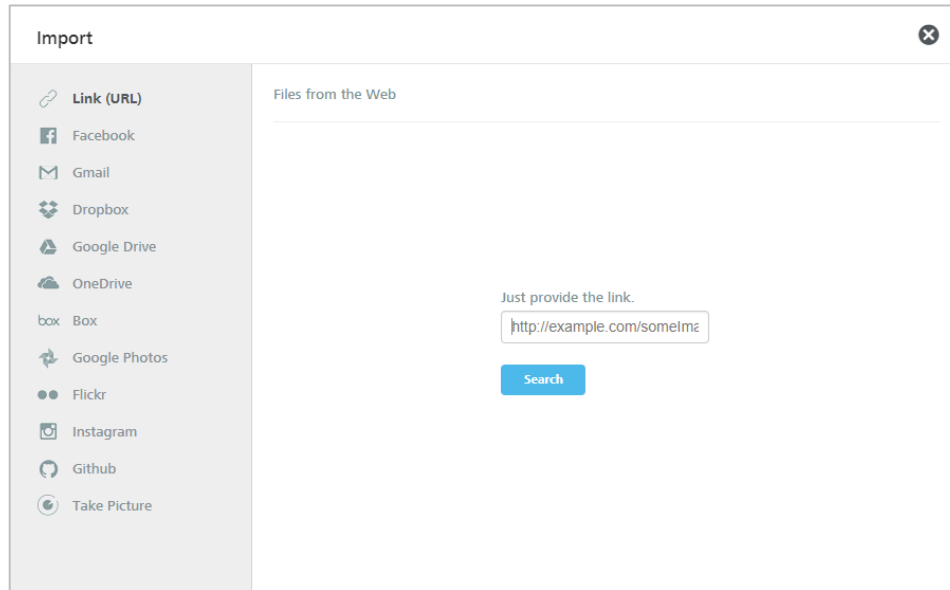 Import
Link (URL)
Facebook
Gmail
Dropbox
Google Drive
OneDrive
box Box
Google Photos
Flickr
Instagram
Github
Take Picture
Files from the Web
Just provide the link.
http://example.com/someIma
Search